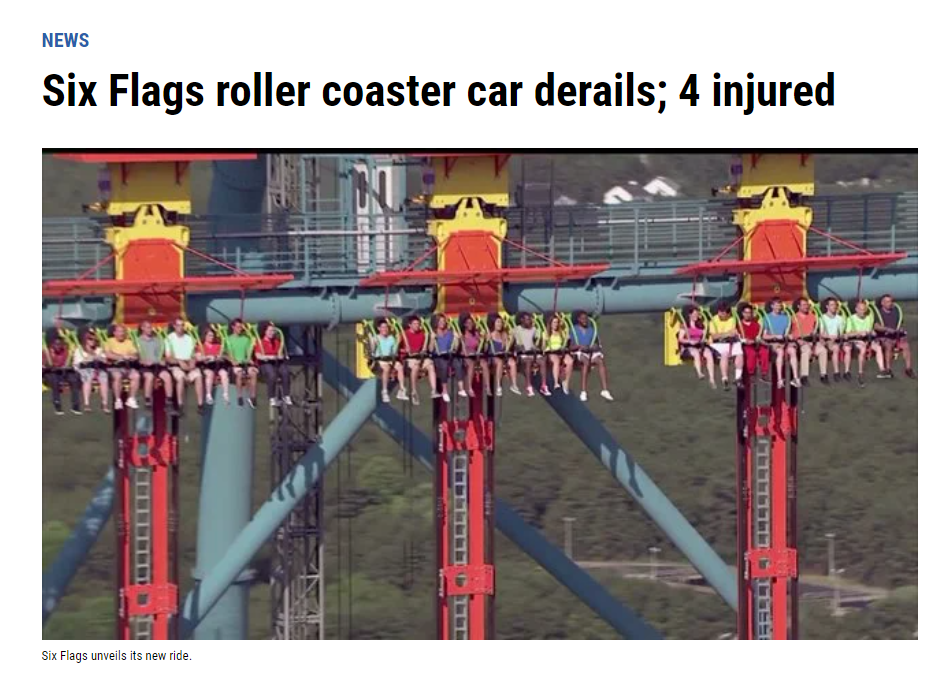 NEWS
Six Flags roller coaster car derails; 4 injured
Six Flags unveils its new ride.